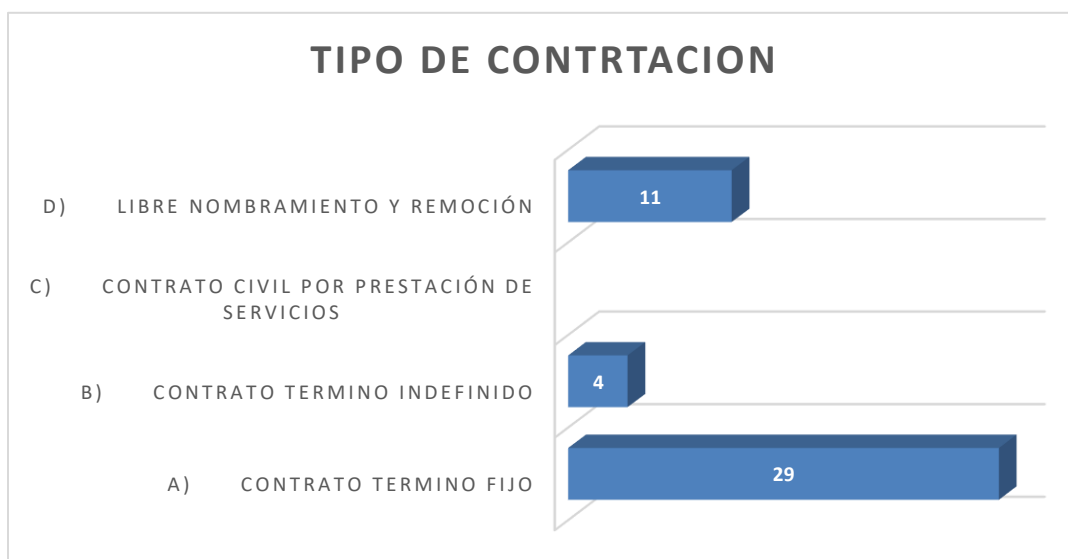 TIPO DE CONTRTACION
D) LIBRE NOMBRAMIENTO Y REMOCIÓN
11
C) CONTRATO CIVIL POR PRESTACIÓN DE
SERVICIOS
B) CONTRATO TERMINO INDEFINIDO
4
A) CONTRATO TERMINO FIJO
29